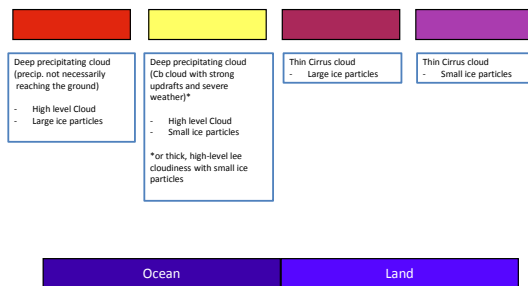 Deep precipitating cloud
(precip. not necessarily
reaching the ground)
- High level Cloud
- Large ice particles
Deep precipitating cloud
(Cb cloud with strong
updrafts and severe
weather)*
- High level Cloud
- Small ice particles
*or thick, high-level lee
cloudiness with small ice
particles
Thin Cirrus cloud
- Large ice particles
Thin Cirrus cloud
- Small ice particles
Ocean
Land